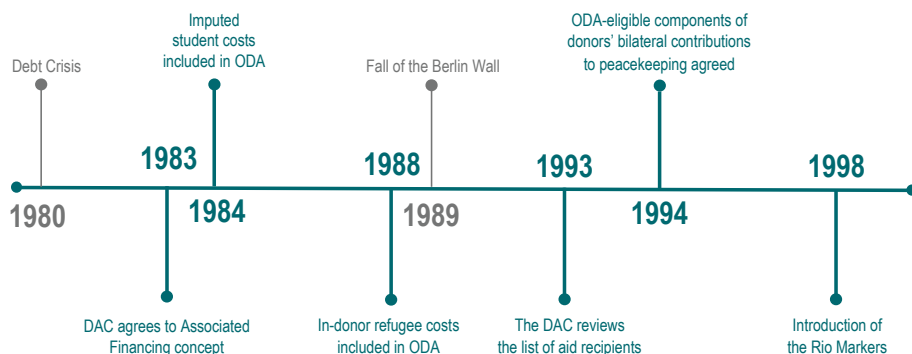 Imputed
student costs
included in ODA
ODA-eligible components of
donors' bilateral contributions
to peacekeeping agreed
Debt Crisis
Fall of the Berlin Wall
1983
1988
1993
1998
1980
1984
1989
1994
DAC agrees to Associated
Financing concept
In-donor refugee costs
included in ODA
The DAC reviews
the list of aid recipients
Introduction of
the Rio Markers